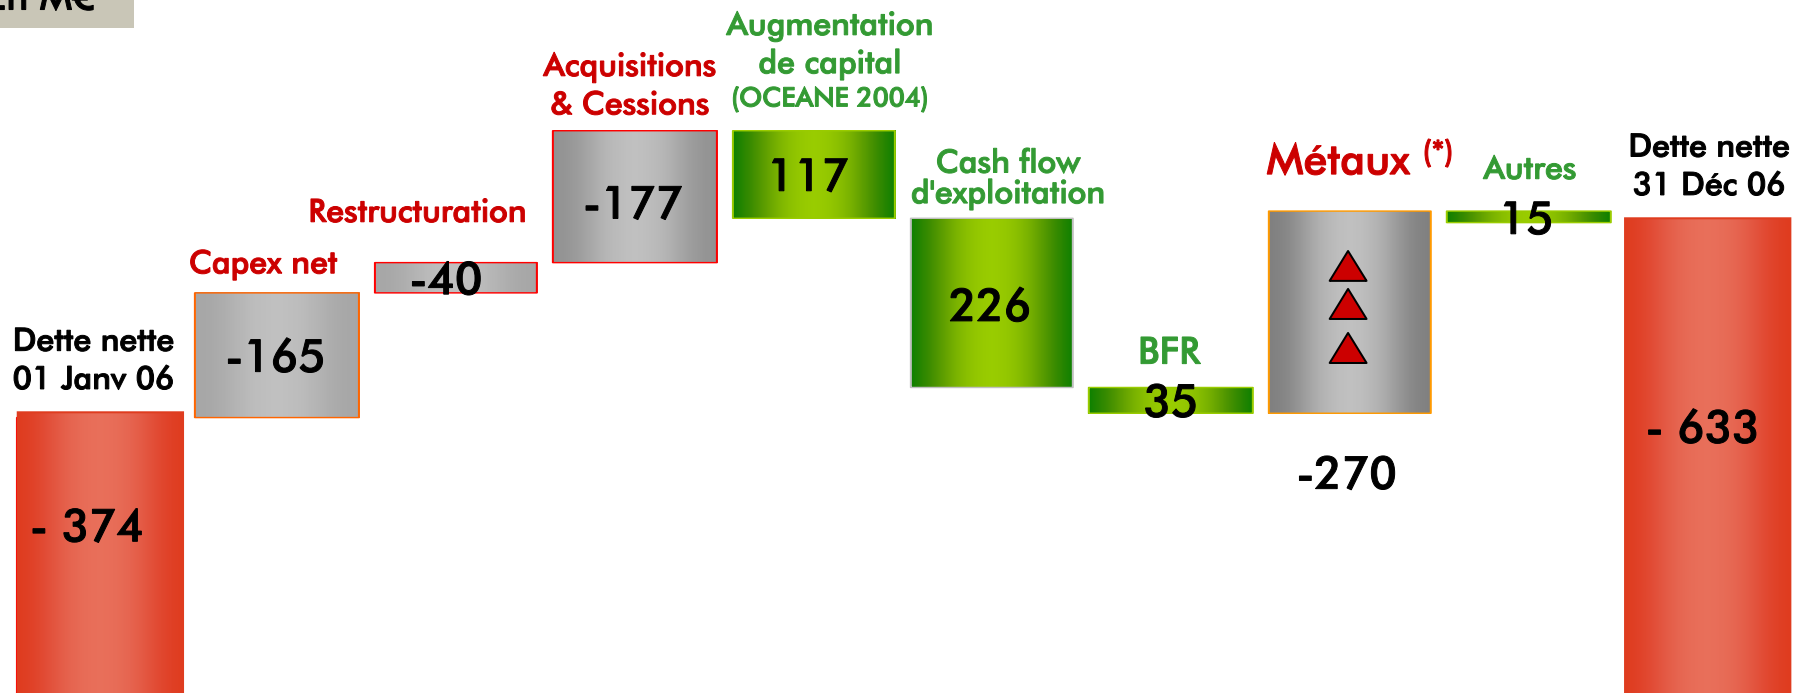 M€
Augmentation
de capital
(OCEANE 2004)
Acquisitions
& Cessions
Restructuration
Capex net
Dette nette
01 Janv 06
Cash flow
d'exploitation
BFR
Métaux (*)
Autres
Dette nette
31 Déc 06
- 374
-165
-40
-177
117
226
35
-270
15
- 633